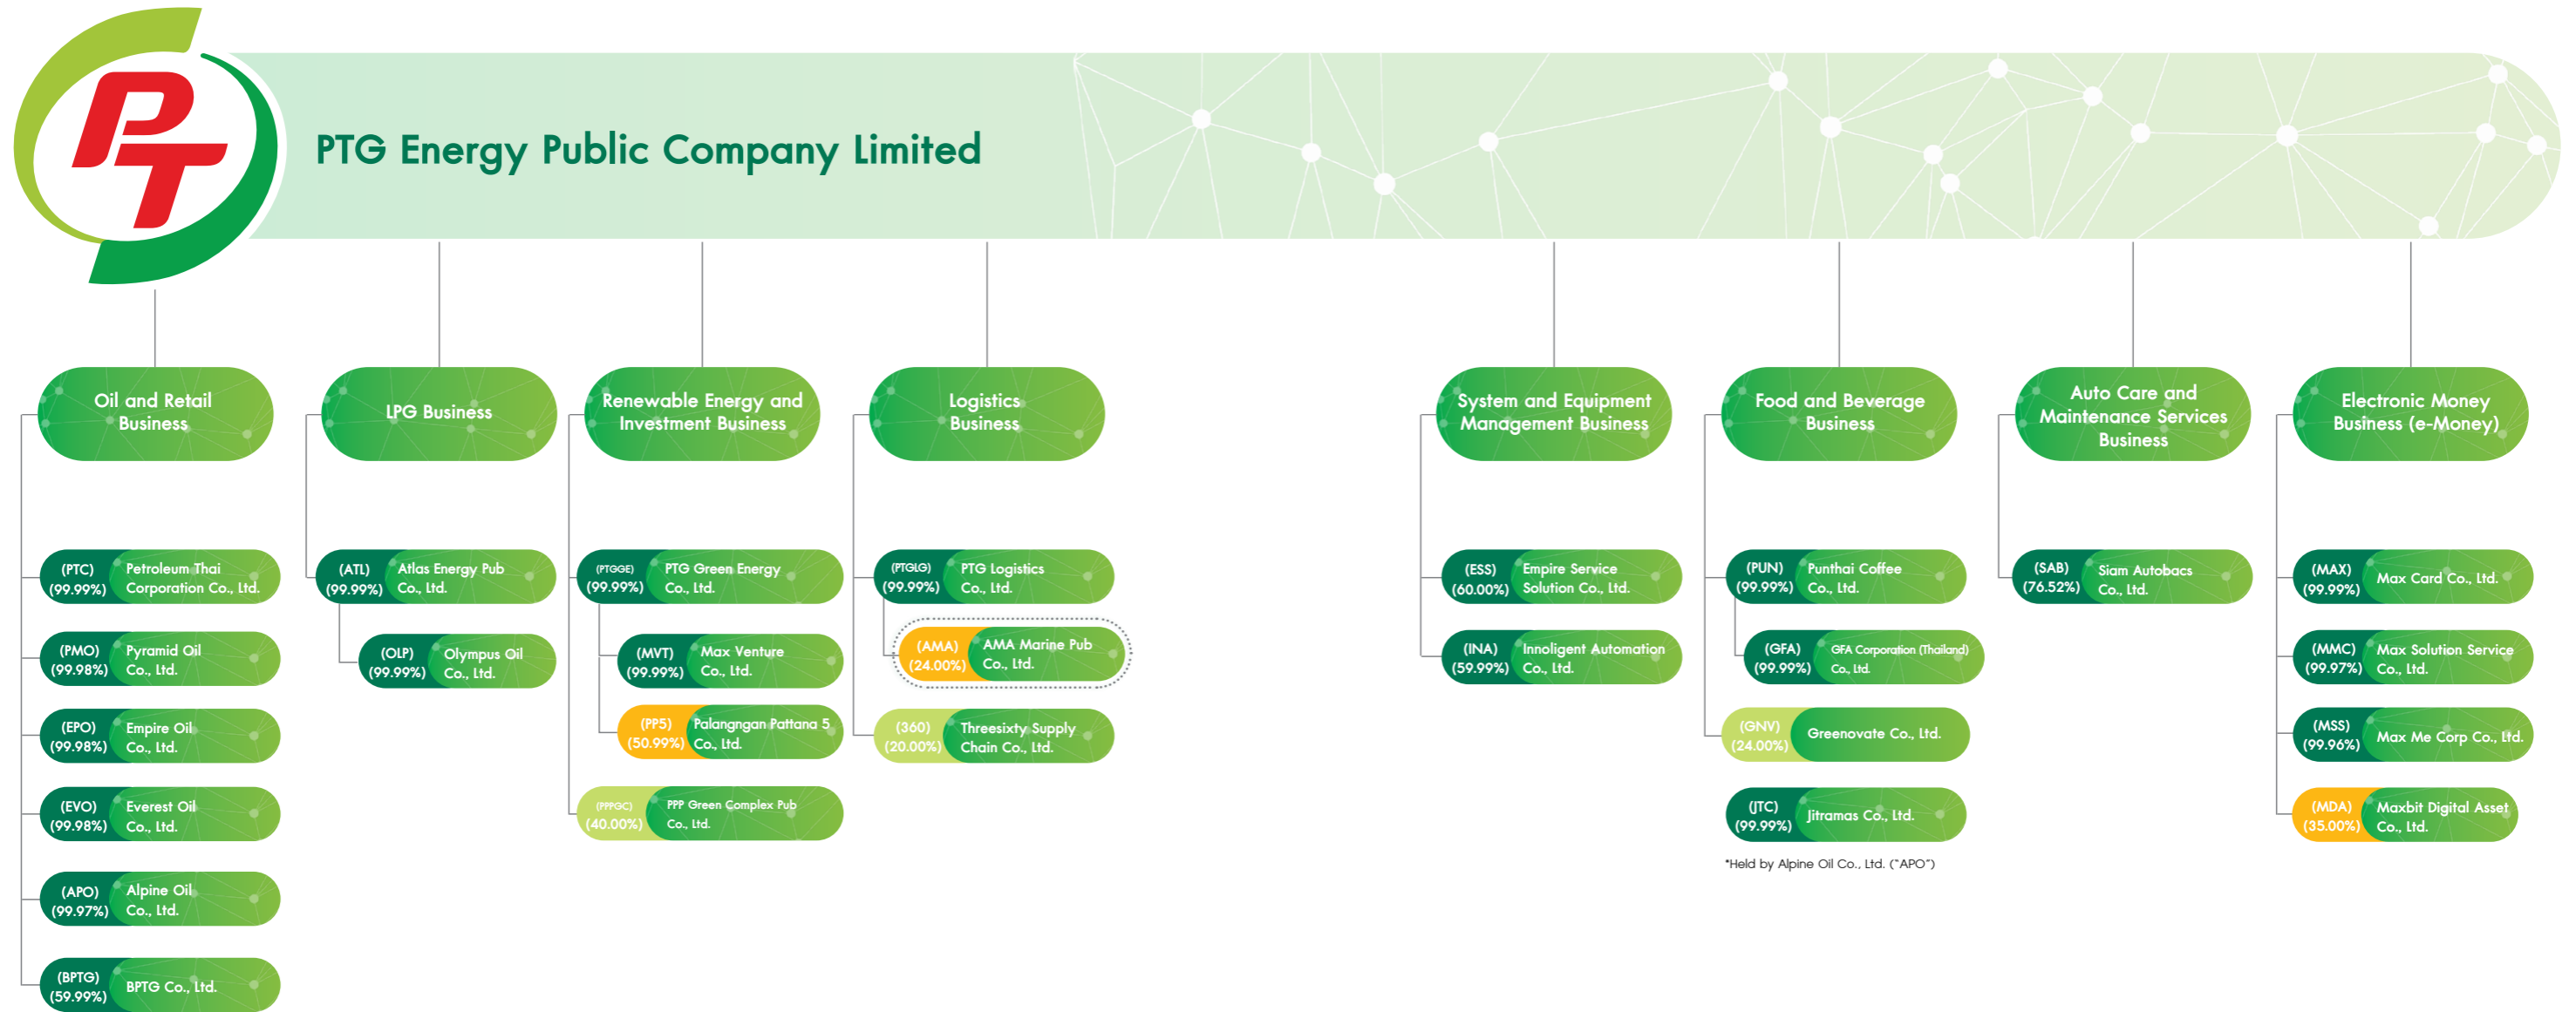 PT
PTG Energy Public Company Limited
Oil and Retail
Business
(PTC)
(99.99%)
Petroleum Thai
Corporation Co., Ltd.
(PMO)
(99.98%)
Pyramid Oil
Co., Ltd.
(EPO)
(99.98%)
Empire Oil
Co., Ltd.
(EVO)
(99.98%)
Everest Oil
Co., Ltd.
(APO)
(99.97%)
Alpine Oil
Co., Ltd.
(BPTG)
(59.99%)
BPTG Co., Ltd.
LPG Business
(ATL)
(99.99%)
Atlas Energy Pub
Co., Ltd.
(OLP)
(99.99%)
Olympus Oil
Co., Ltd.
Renewable Energy and
Investment Business
(PTGGE)
(99.99%)
PTG Green Energy
Co., Ltd.
(MVT)
(99.99%)
Max Venture
Co., Ltd.
(PP5)
(50.99%)
Palangngan Pattana 5
Co., Ltd.
(PPPGC)
(40.00%)
PPP Green Complex Pub
Co., Ltd.
Logistics
Business
(PTGLG)
(99.99%)
PTG Logistics
Co., Ltd.
(AMA)
(24.00%)
AMA Marine Pub
Co., Ltd.
(360)
(20.00%)
Threesixty Supply
Chain Co., Ltd.
System and Equipment
Management Business
(ESS)
(60.00%)
Empire Service
Solution Co., Ltd.
(INA)
(59.99%)
Innoligent Automation
Co., Ltd.
Food and Beverage
Business
(PUN)
(99.99%)
Punthai Coffee
Co., Ltd.
(GFA)
(99.99%)
GFA Corporation (Thailand)
Co., Ltd.
(GNV)
(24.00%)
Greenovate Co., Ltd.
(JTC)
(99.99%)
Jitramas Co., Ltd.
*Held by Alpine Oil Co., Ltd. (“APO”)
Auto Care and
Maintenance Services
Business
(SAB)
(76.52%)
Siam Autobacs
Co., Ltd.
Electronic Money
Business (e-Money)
(MAX)
(99.99%)
Max Card Co., Ltd.
(MMC)
(99.97%)
Max Solution Service
Co., Ltd.
(MSS)
(99.96%)
Max Me Corp Co., Ltd.
(MDA)
(35.00%)
Maxbit Digital Asset
Co., Ltd.